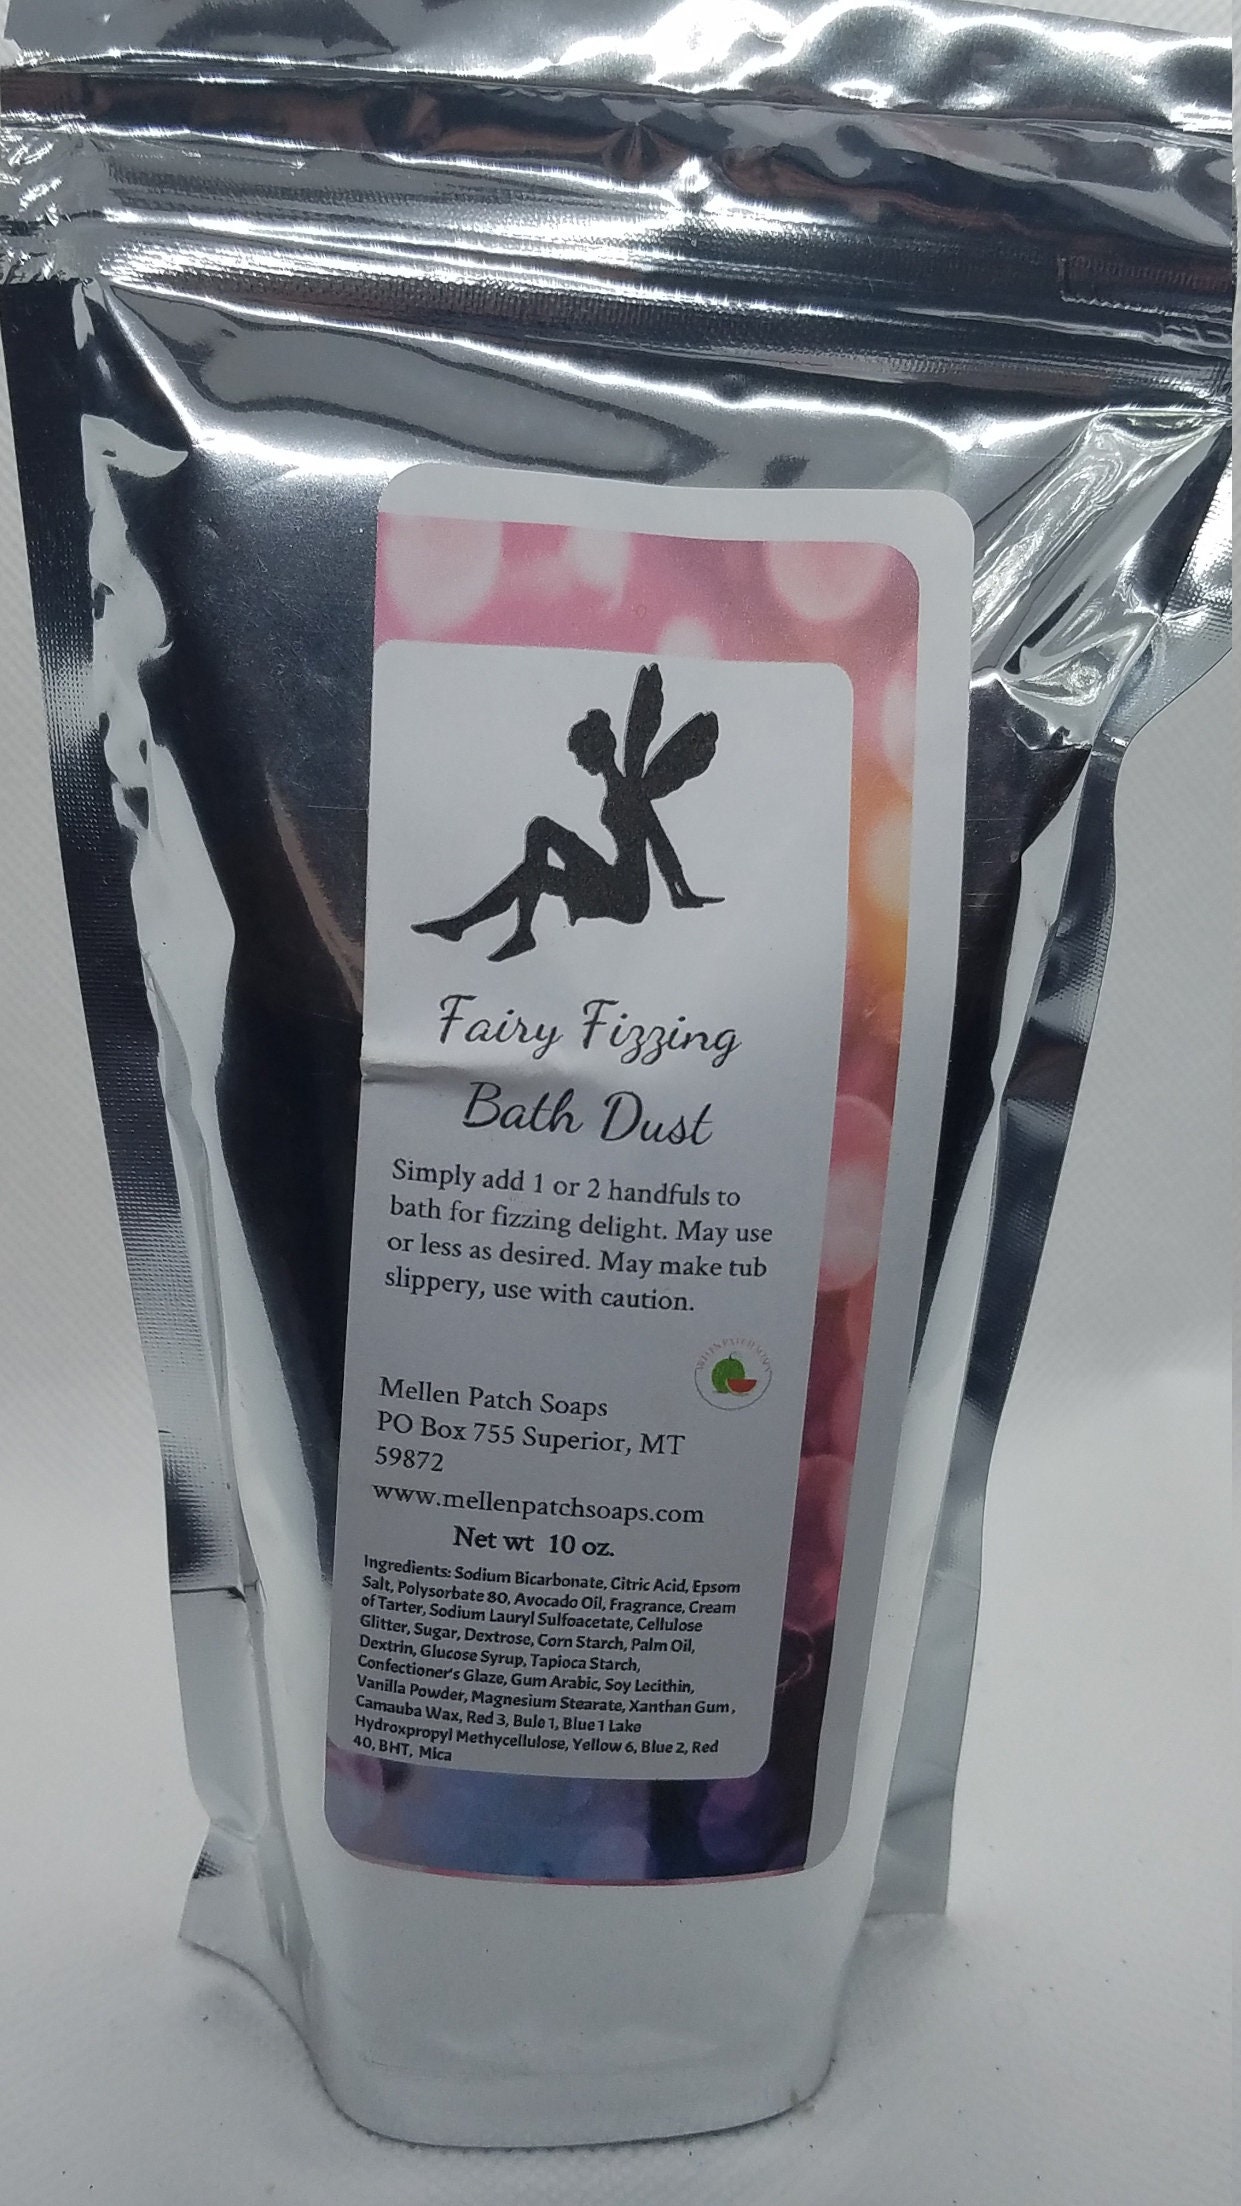 Fairy Fizzing
Bath Dust
Simply add 1 or 2 handfuls to
bath for fizzing delight. May use
or less as desired. May make tub
slippery, use with caution.
Mellen Patch Soaps
PO Box 755 Superior, MT
59872
www.mellenpatchsoaps.com
Net wt 10 oz.
Ingredients: Sodium Bicarbonate, Citric Acid, Epsom
Salt, Polysorbate 80, Avocado Oil, Fragrance, Cream
of Tarter, Sodium Lauryl Sulfoacetate, Cellulose
Glitter, Sugar, Dextrose, Corn Starch, Palm Oil,
Dextrin, Glucose Syrup, Tapioca Starch,
Confectioner's Glaze, Gum Arabic, Soy Lecithin,
Vanilla Powder, Magnesium Stearate, Xanthan Gum,
Camauba Wax, Red 3, Bule 1, Blue 1 Lake
Hydroxpropyl Methycellulose, Yellow 6, Blue 2, Red
40, BHT, Mica